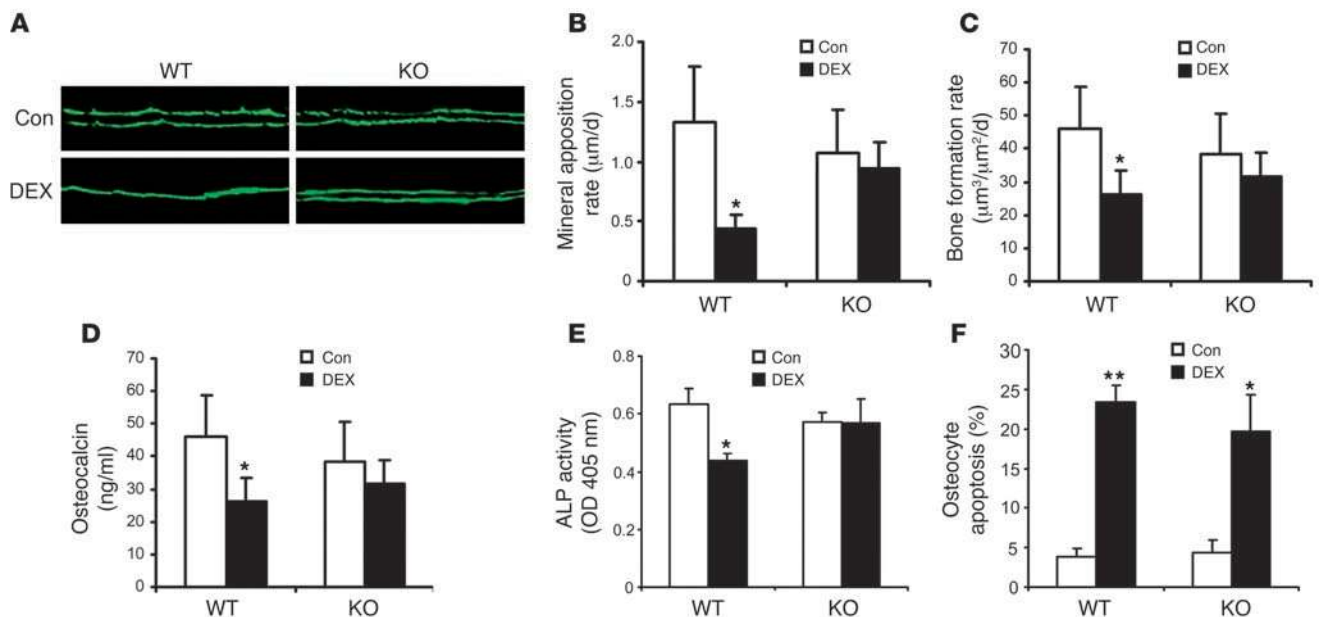 A
WT
KO
Con
DEX
B
Mineral apposition
rate (μm/d)
2.0
1.5
1.0
0.5
0
Con
DEX
*
WT
KO
C
Bone formation rate
(μm³/μm²/d)
70
60
50
40
30
20
10
0
Con
DEX
*
WT
KO
D
Osteocalcin
(ng/ml)
70
60
50
40
30
20
10
0
Con
DEX
*
WT
KO
E
ALP activity
(OD 405 nm)
0.8
0.6
0.4
0.2
0
Con
DEX
*
WT
KO
F
Osteocyte
apoptosis (%)
30
25
20
15
10
5
0
Con
DEX
**
*
WT
KO